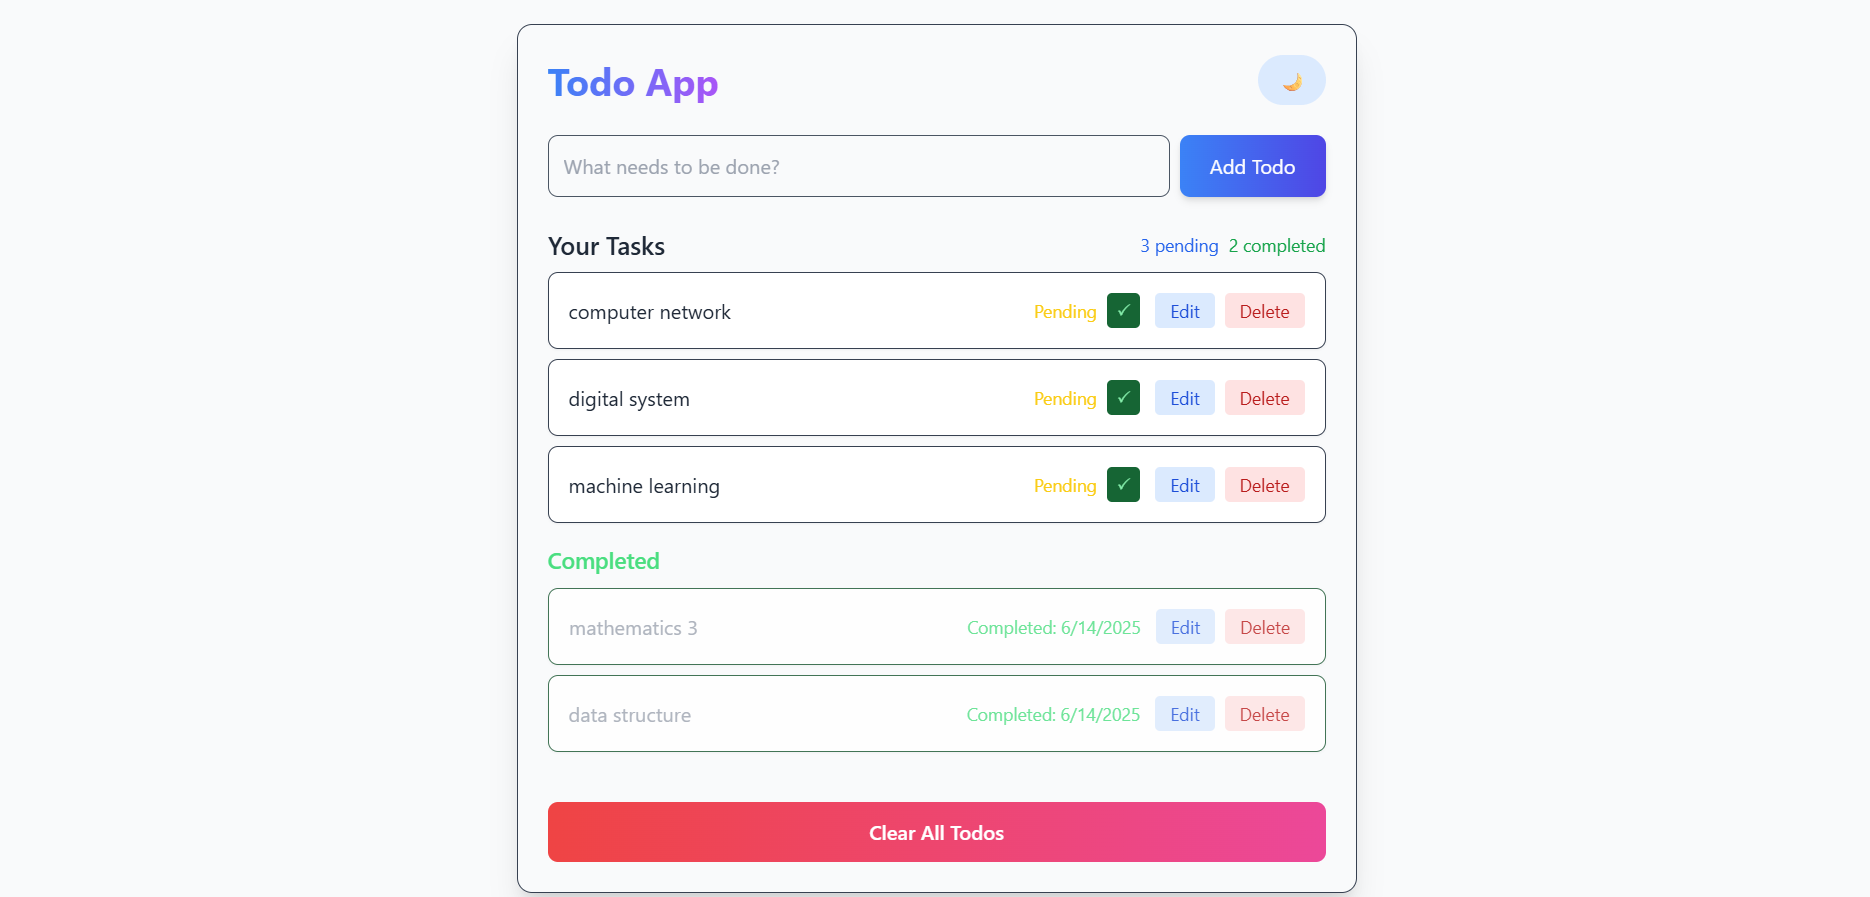 Todo App
🌙
What needs to be done?
Add Todo
Your Tasks
3 pending 2 completed
computer network Pending ✓ Edit Delete
digital system Pending ✓ Edit Delete
machine learning Pending ✓ Edit Delete
Completed
mathematics 3 Completed: 6/14/2025 Edit Delete
data structure Completed: 6/14/2025 Edit Delete
Clear All Todos